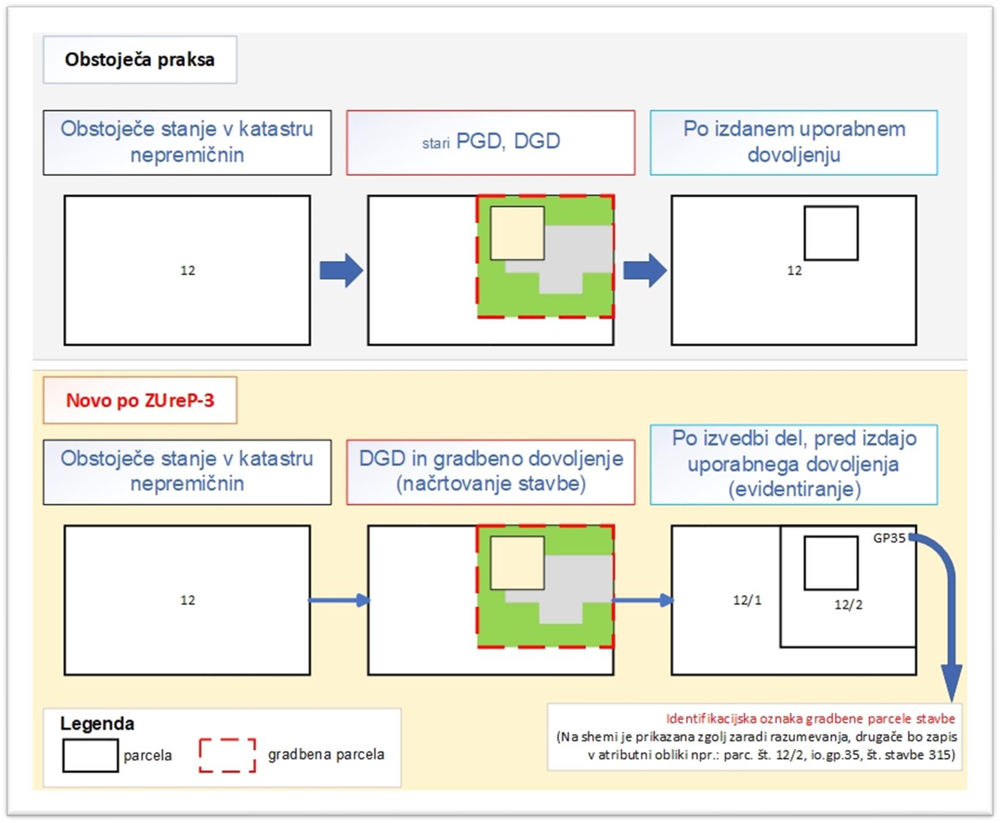 Obstoječa praksa
Obstoječe stanje v katastru
nepremičnin
stari PGD, DGD
Po izdanem uporabnem
dovoljenju
12
12
Novo po ZUreP-3
Obstoječe stanje v katastru
nepremičnin
DGD in gradbeno dovoljenje
(načrtovanje stavbe)
Po izvedbi del, pred izdajo
uporabnega dovoljenja
(evidentiranje)
12
GP35
12/1
12/2
Legenda
parcela
gradbena parcela
Identifikacijska oznaka gradbene parcele stavbe
(Na shemi je prikazana zgolj zaradi razumevanja, drugače bo zapis
v atributni obliki npr.: parc. št. 12/2, io.gp.35, št. stavbe 315)